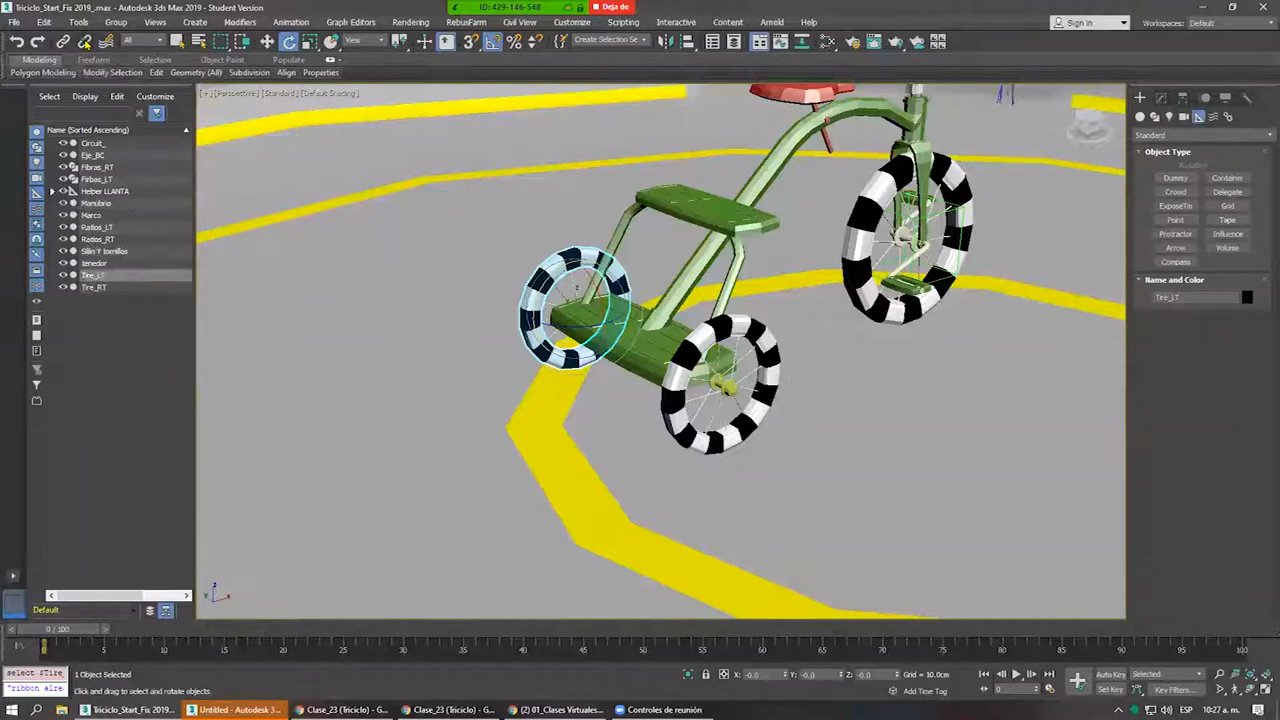 Triciclo_Start_Fix 2019_.max - Autodesk 3ds Max 2019 - Student Version
ID:429-146-548
Deja de
File Edit Tools Group Views Create Modifiers Animation Graph Editors Rendering RebusFarm Civil View Customize Scripting Interactive Content Arnold Help
Sign In
Workspaces: Default
All
View
Create Selection Se
Modeling Freeform Selection Object Paint Populate
Polygon Modeling Modify Selection Edit Geometry (All) Subdivision Align Properties
Select Display Edit Customize
Name (Sorted Ascending)
Circuit_
Eje_BC
Fibras_RT
Firbas_LT
Helper LLANTA
Manubrio
Marco
Ratios_LT
Ratios_RT
Sillin Y tornillos
tenedor
Tire_LT
Tire_RT
Default
[+][Perspective][Standard][Default Shading]
Standard
Object Type
AutoGrid
Dummy Container
Crowd Delegate
ExposeTm Grid
Point Tape
Protractor Influence
Arrow Volume
Compass
Name and Color
Tire_LT
0 / 100
0 5 10 15 20 25 30 35 40 45 50 55 60 65 70 75 80 85 90 95 100
select $Tire_
"ribbon alre
1 Object Selected
Click and drag to select and rotate objects
X: -0.0 Y: -0.0 Z: -0.0 Grid = 10.0cm
Add Time Tag
0
Auto Key Selected
Set Key Key Filters...
Triciclo_Start_Fix 2019...
Untitled - Autodesk 3...
Clase_23 (Triciclo) - G...
Clase_23 (Triciclo) - G...
(2) 01_Clases Virtuales...
Controles de reunión
ESP
10:27 a. m.